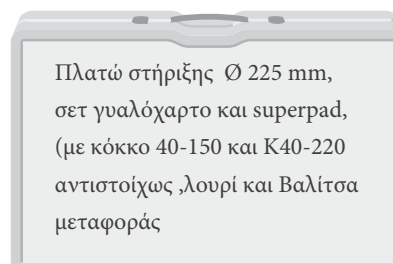 Πλατώ στήριξης Ø 225 mm,
σετ γυαλόχαρτο και superpad,
(με κόκκο 40-150 και Κ40-220
αντιστοίχως ,λουρί και Βαλίτσα
μεταφοράς